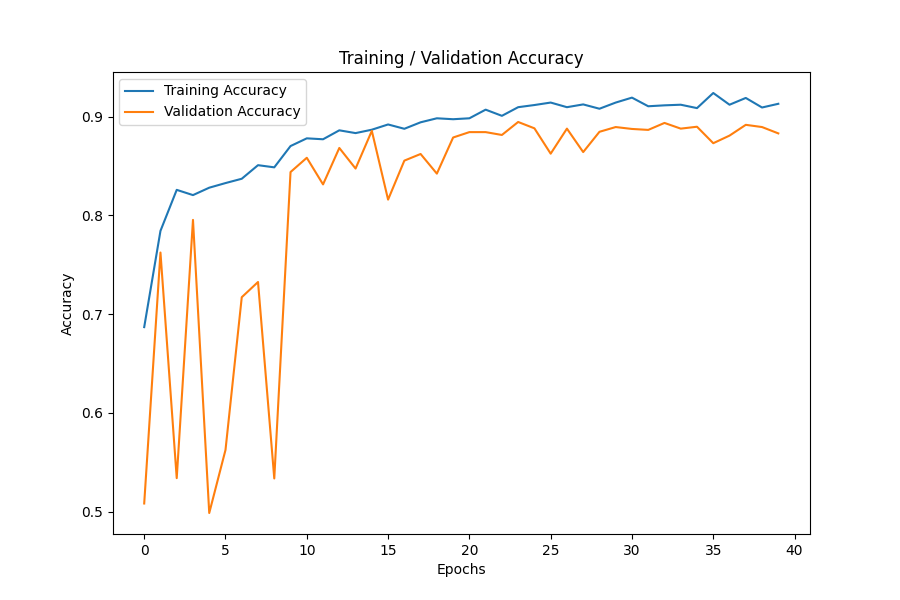 Training / Validation Accuracy
Training Accuracy
Validation Accuracy
Accuracy
0.9
0.8
0.7
0.6
0.5
0 5 10 15 20 25 30 35 40
Epochs